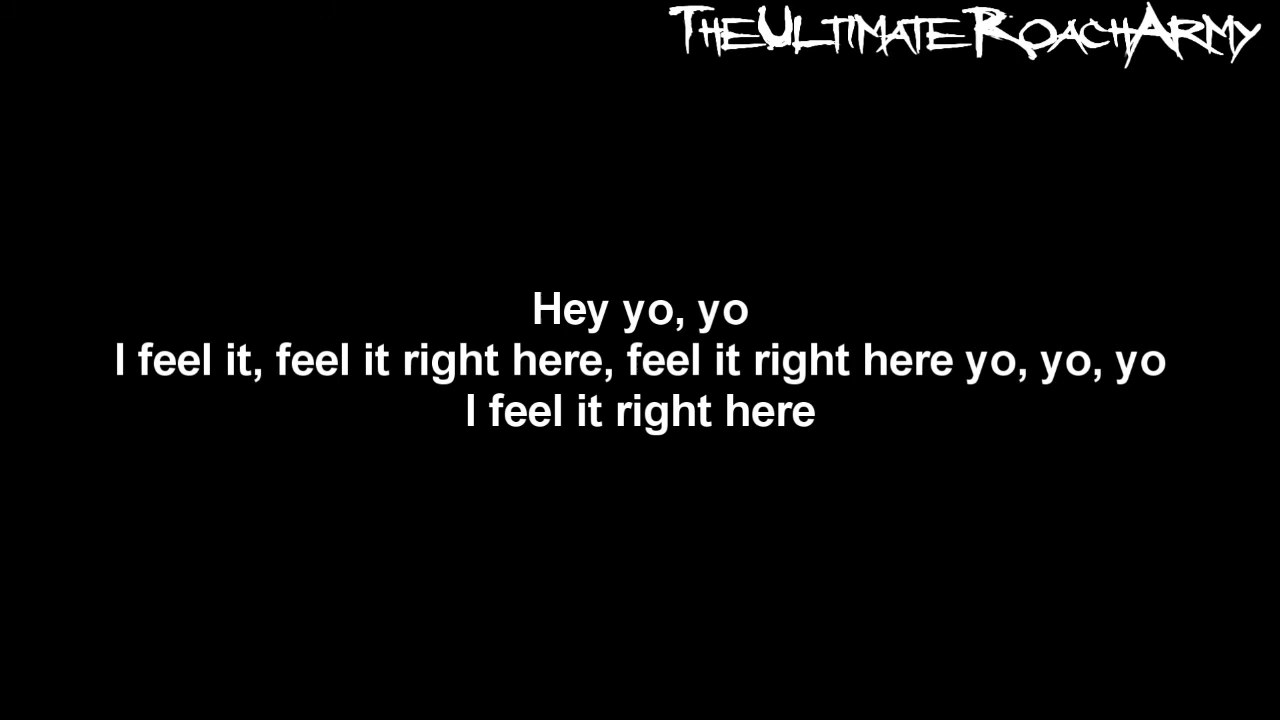 TheUltimateRoachArmy
Hey yo, yo
I feel it, feel it right here, feel it right here yo, yo, yo
I feel it right here